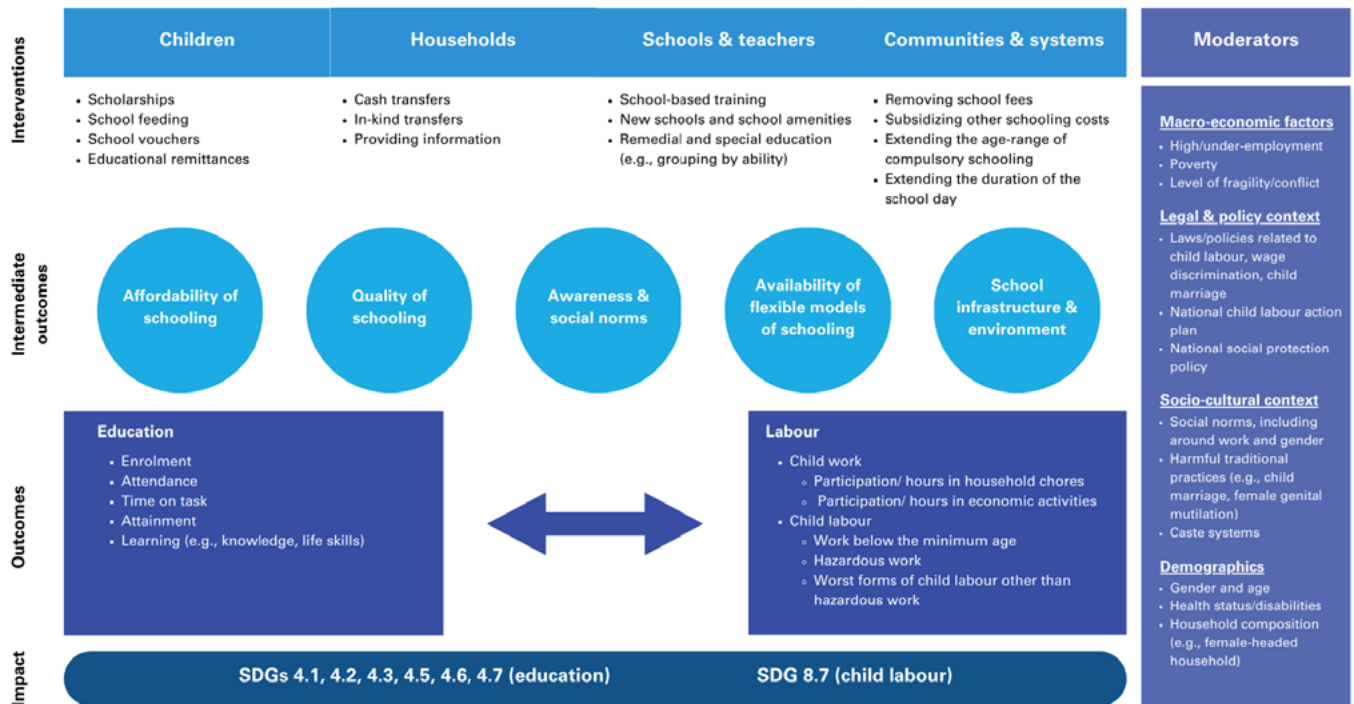 Interventions
Children
• Scholarships
• School feeding
• School vouchers
• Educational remittances
Households
• Cash transfers
• In-kind transfers
• Providing information
Schools & teachers
• School-based training
• New schools and school amenities
• Remedial and special education
(e.g., grouping by ability)
Communities & systems
• Removing school fees
• Subsidizing other schooling costs
• Extending the age-range of
compulsory schooling
• Extending the duration of the
school day
Intermediate
outcomes
Affordability of
schooling
Quality of
schooling
Awareness &
social norms
Availability of
flexible models
of schooling
School
infrastructure &
environment
Outcomes
Education
• Enrolment
• Attendance
• Time on task
• Attainment
• Learning (e.g., knowledge, life skills)
Labour
• Child work
◦ Participation/ hours in household chores
◦ Participation/ hours in economic activities
• Child labour
◦ Work below the minimum age
◦ Hazardous work
◦ Worst forms of child labour other than
hazardous work
Impact
SDGs 4.1, 4.2, 4.3, 4.5, 4.6, 4.7 (education)
SDG 8.7 (child labour)
Moderators
Macro-economic factors
• High/under-employment
• Poverty
• Level of fragility/conflict
Legal & policy context
• Laws/policies related to
child labour, wage
discrimination, child
marriage
• National child labour action
plan
• National social protection
policy
Socio-cultural context
• Social norms, including
around work and gender
• Harmful traditional
practices (e.g., child
marriage, female genital
mutilation)
• Caste systems
Demographics
• Gender and age
• Health status/disabilities
• Household composition
(e.g., female-headed
household)